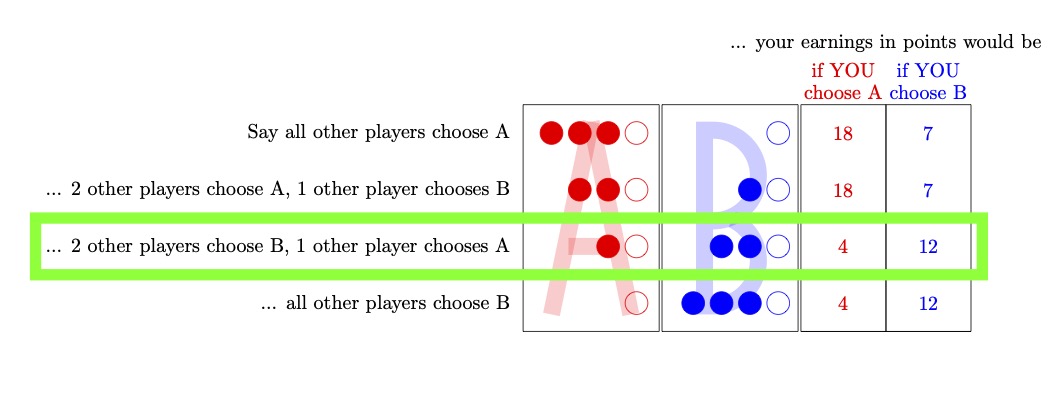 ... your earnings in points would be
if YOU if YOU
choose A choose B
Say all other players choose A 18 7
... 2 other players choose A, 1 other player chooses B 18 7
... 2 other players choose B, 1 other player chooses A 4 12
... all other players choose B 4 12
A B